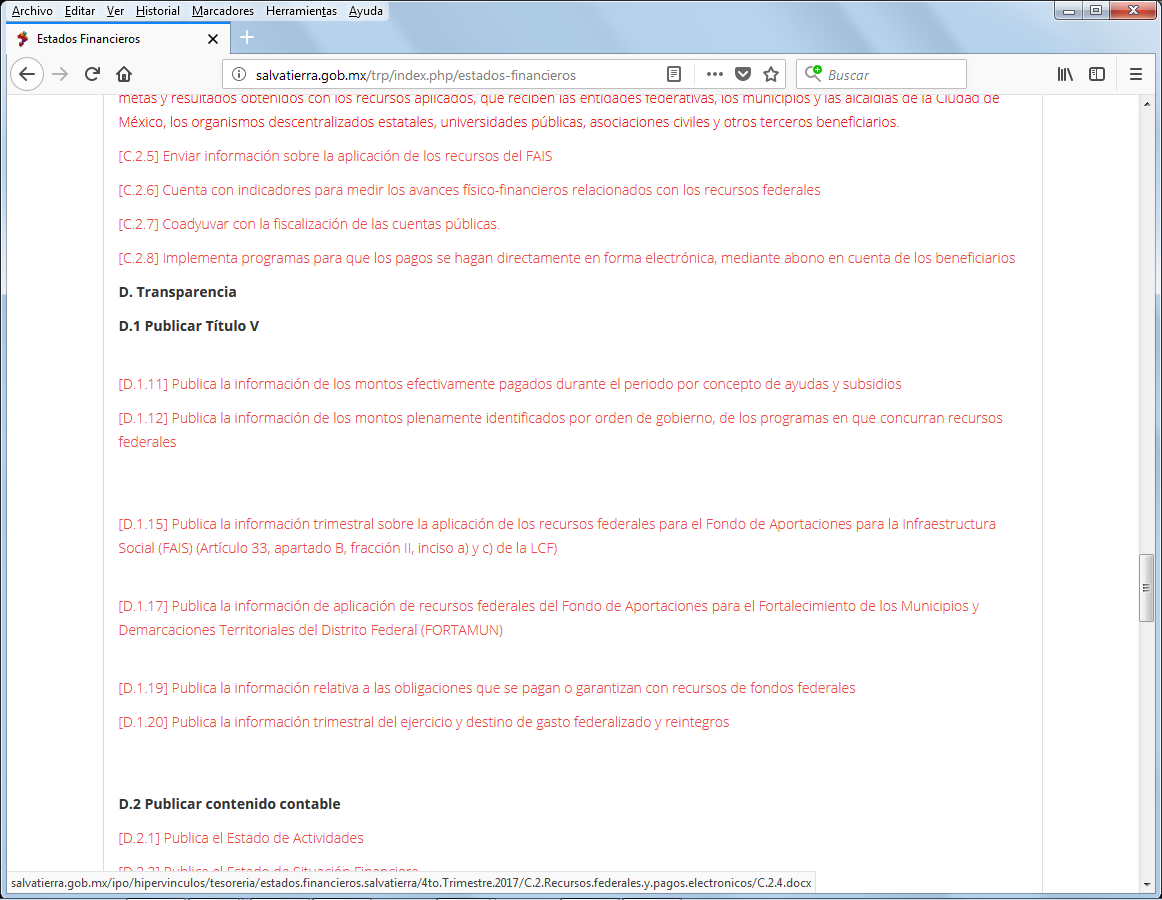 Archivo Editar Ver Historial Marcadores Herramientas Ayuda
Estados Financieros
salvatierra.gob.mx/trp/index.php/estados-financieros
Buscar
metas y resultados obtenidos con los recursos aplicados, que reciben las entidades federativas, los municipios y las alcaldías de la Ciudad de
México, los organismos descentralizados estatales, universidades públicas, asociaciones civiles y otros terceros beneficiarios.
[C.2.5] Enviar información sobre la aplicación de los recursos del FAIS
[C.2.6] Cuenta con indicadores para medir los avances físico-financieros relacionados con los recursos federales
[C.2.7] Coadyuvar con la fiscalización de las cuentas públicas.
[C.2.8] Implementa programas para que los pagos se hagan directamente en forma electrónica, mediante abono en cuenta de los beneficiarios
D. Transparencia
D.1 Publicar Título V
[D.1.11] Publica la información de los montos efectivamente pagados durante el periodo por concepto de ayudas y subsidios
[D.1.12] Publica la información de los montos plenamente identificados por orden de gobierno, de los programas en que concurran recursos
federales
[D.1.15] Publica la información trimestral sobre la aplicación de los recursos federales para el Fondo de Aportaciones para la Infraestructura
Social (FAIS) (Artículo 33, apartado B, fracción II, inciso a) y c) de la LCF)
[D.1.17] Publica la información de aplicación de recursos federales del Fondo de Aportaciones para el Fortalecimiento de los Municipios y
Demarcaciones Territoriales del Distrito Federal (FORTAMUN)
[D.1.19] Publica la información relativa a las obligaciones que se pagan o garantizan con recursos de fondos federales
[D.1.20] Publica la información trimestral del ejercicio y destino de gasto federalizado y reintegros
D.2 Publicar contenido contable
[D.2.1] Publica el Estado de Actividades
[D.2.2] Publica el Estado de Situación Financiera
salvatierra.gob.mx/ipo/hipervinculos/tesoreria/estados.financieros.salvatierra/4to.Trimestre.2017/C.2.Recursos.federales.y.pagos.electronicos/C.2.4.docx